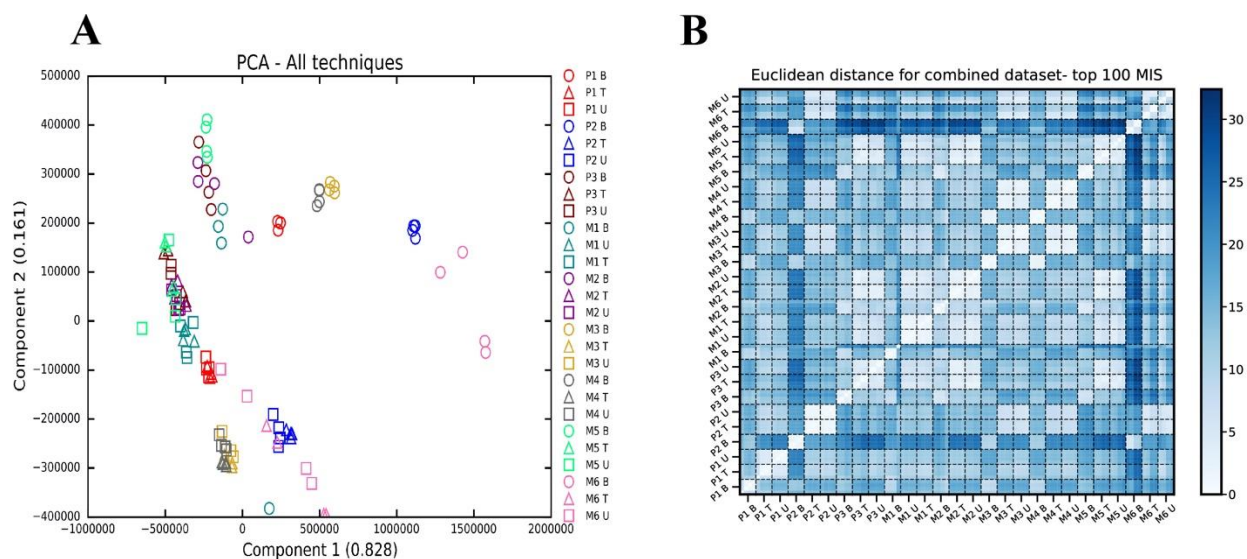 A
PCA - All techniques
500000
400000
300000
200000
100000
0
−100000
−200000
−300000
−400000
−1000000
−500000
0
500000
1000000
1500000
2000000
Component 2 (0.161)
Component 1 (0.828)
P1 B
P1 T
P1 U
P2 B
P2 T
P2 U
P3 B
P3 T
P3 U
M1 B
M1 U
M1 T
M2 B
M2 T
M2 U
M3 B
M3 T
M3 U
M4 B
M4 T
M4 U
M5 B
M5 T
M5 U
M6 B
M6 T
M6 U
B
Euclidean distance for combined dataset- top 100 MIS
M6 U
M6 T
M6 B
M5 U
M5 T
M5 B
M4 U
M4 T
M4 B
M3 U
M3 T
M3 B
M2 U
M2 T
M2 B
M1 T
M1 U
M1 B
P3 U
P3 T
P3 B
P2 U
P2 T
P2 B
P1 U
P1 T
P1 B
P1 B
P1 T
P1 U
P2 B
P2 T
P2 U
P3 B
P3 T
P3 U
M1 B
M1 U
M1 T
M2 B
M2 T
M2 U
M3 B
M3 T
M3 U
M4 B
M4 T
M4 U
M5 B
M5 T
M5 U
M6 B
M6 T
M6 U
30
25
20
15
10
5
0